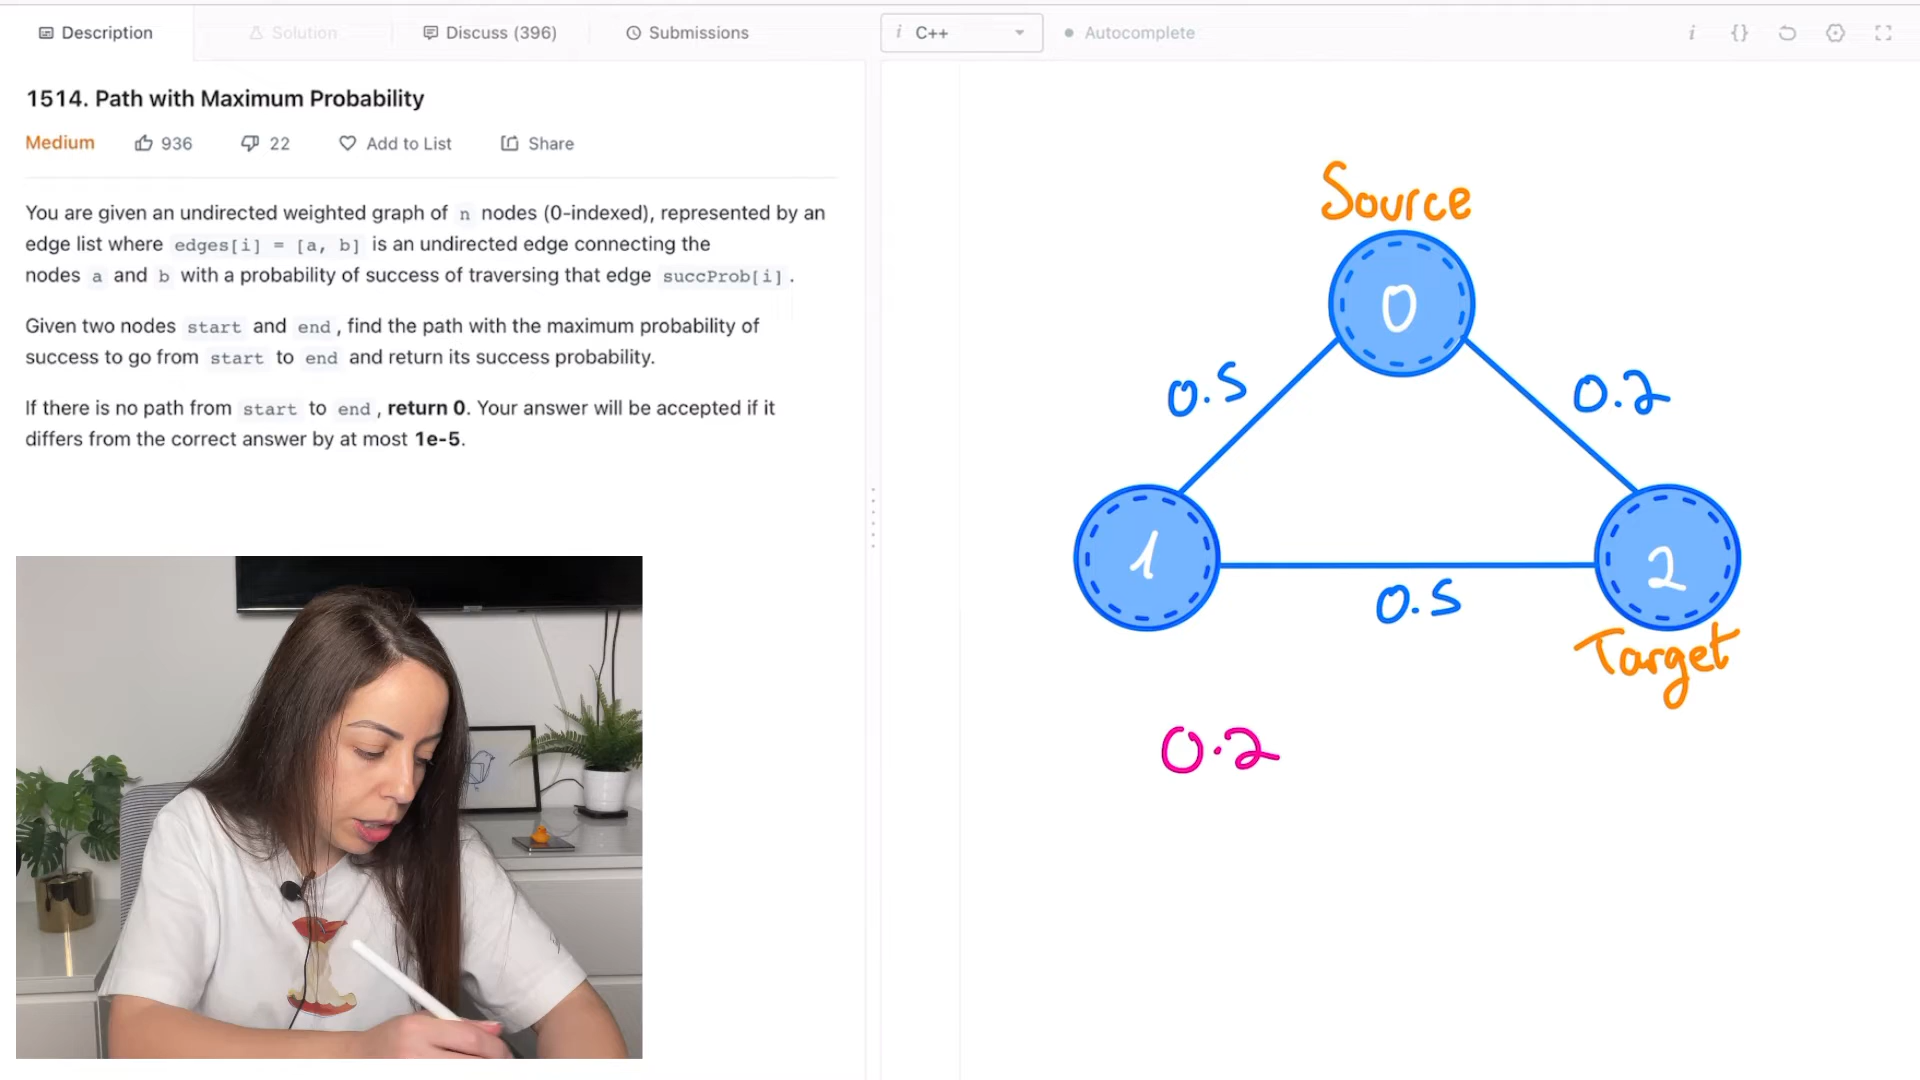 Description Solution Discuss (396) Submissions
i C++ Autocomplete i {}
1514. Path with Maximum Probability
Medium 936 22 Add to List Share
You are given an undirected weighted graph of n nodes (0-indexed), represented by an
edge list where edges[i] = [a, b] is an undirected edge connecting the
nodes a and b with a probability of success of traversing that edge succProb[i].
Given two nodes start and end, find the path with the maximum probability of
success to go from start to end and return its success probability.
If there is no path from start to end, return 0. Your answer will be accepted if it
differs from the correct answer by at most 1e-5.
Source
0
0.5
0.2
1
2
0.5
Target
0.2